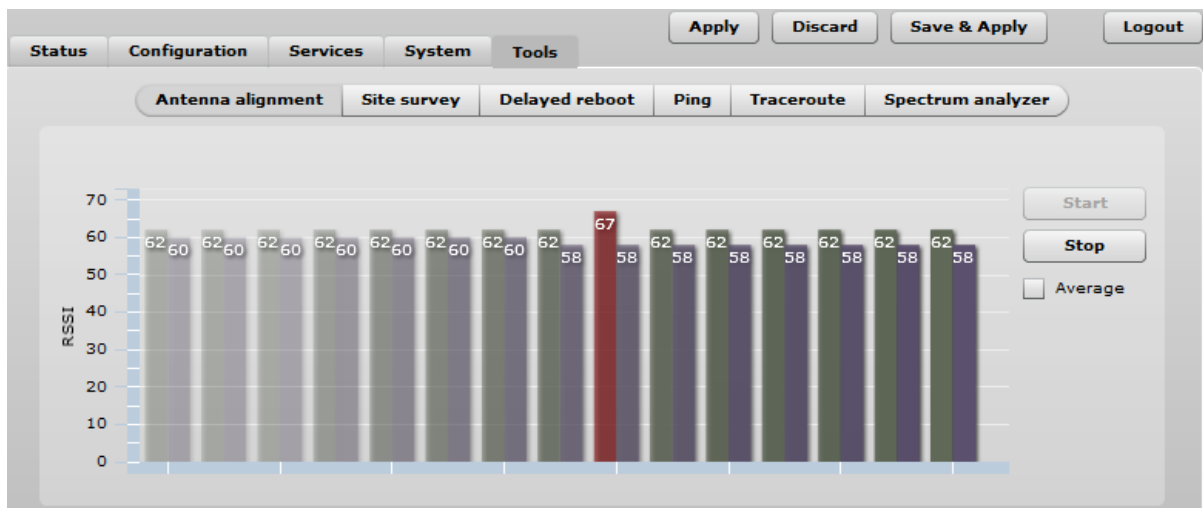 Apply Discard Save & Apply Logout
Status Configuration Services System Tools
Antenna alignment Site survey Delayed reboot Ping Traceroute Spectrum analyzer
RSSI
70
60
50
40
30
20
10
0
62 60 62 60 62 60 62 60 62 60 62 60 62 60 62 58 67 58 62 58 62 58 62 58 62 58 62 58 62 58
Start
Stop
Average